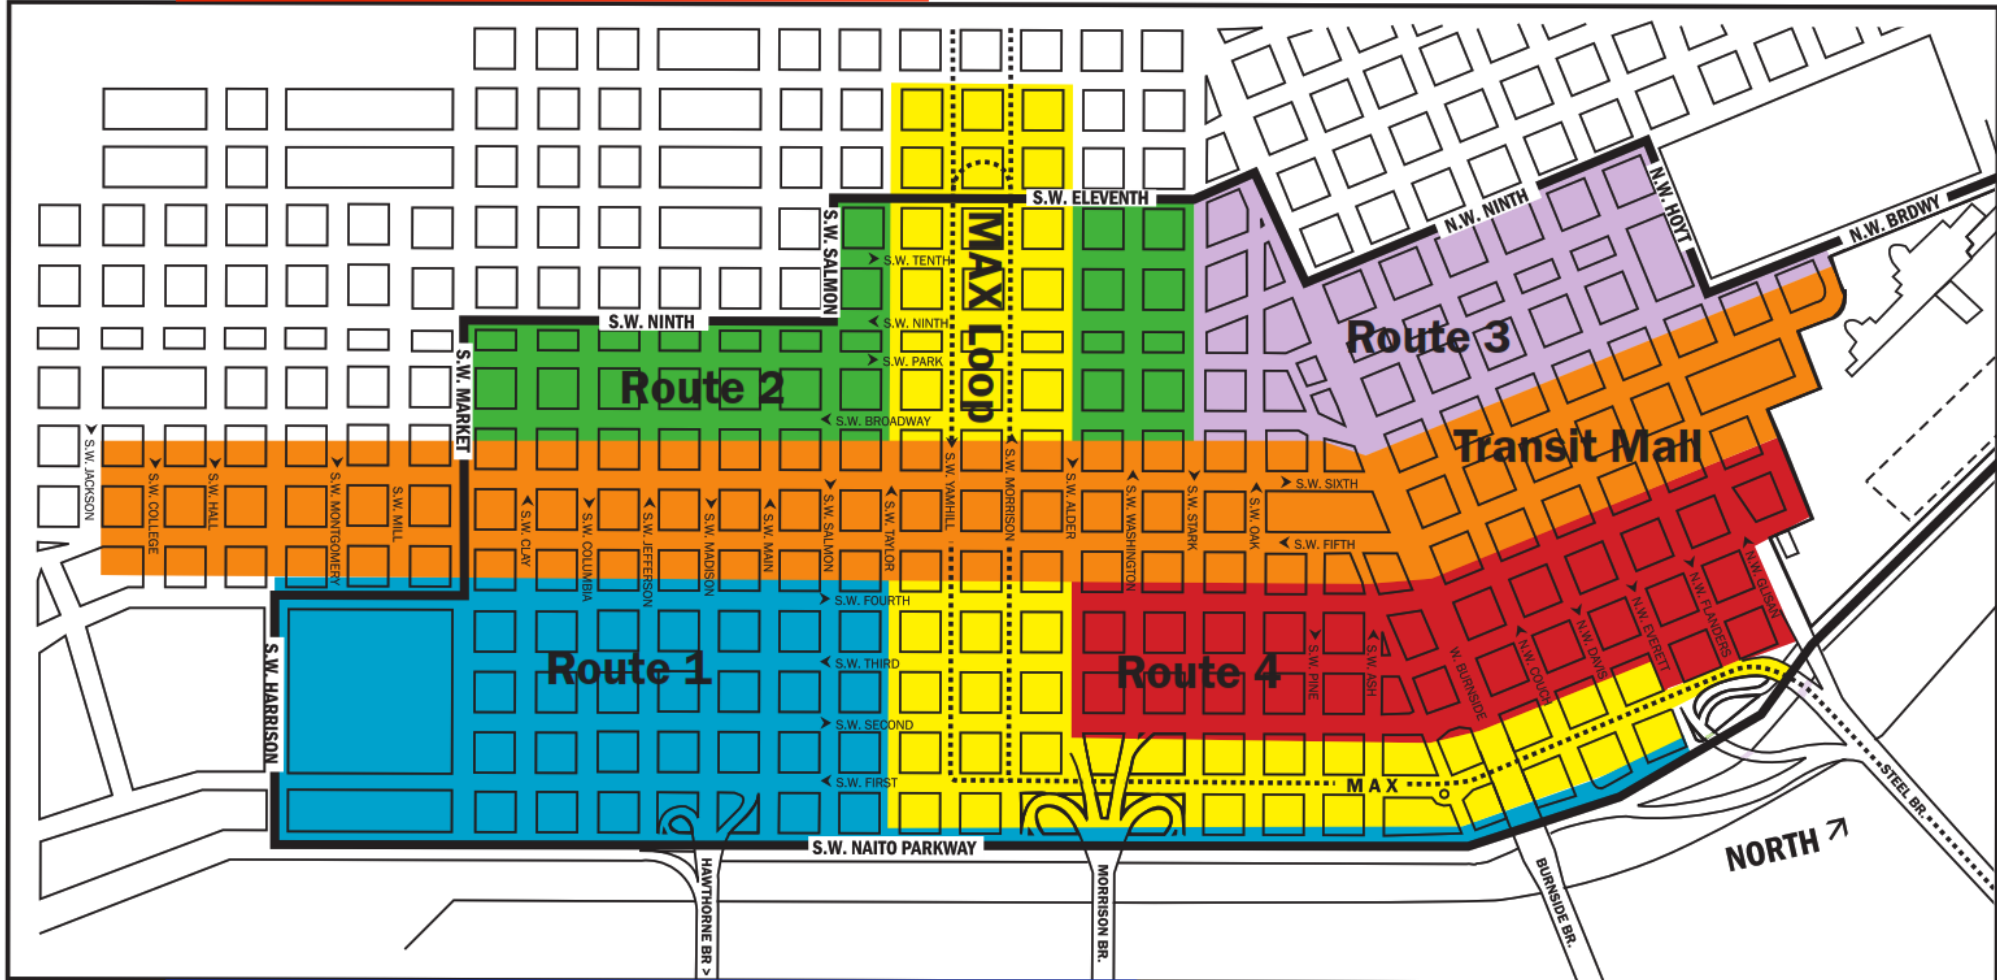 S.W. ELEVENTH
S.W. SALMON
MAX Loop
N.W. NINTH
N.W. HOYT
N.W. BRDWY
S.W. TENTH
S.W. NINTH
S.W. NINTH
S.W. PARK
Route 3
S.W. MARKET
Route 2
S.W. BROADWAY
Transit Mall
S.W. JACKSON
S.W. COLLEGE
S.W. HALL
S.W. MONTGOMERY
S.W. MILL
S.W. CLAY
S.W. COLUMBIA
S.W. JEFFERSON
S.W. MADISON
S.W. MAIN
S.W. SALMON
S.W. TAYLOR
S.W. YAMHILL
S.W. MORRISON
S.W. ALDER
S.W. WASHINGTON
S.W. STARK
S.W. OAK
S.W. SIXTH
S.W. FIFTH
S.W. FOURTH
S.W. HARRISON
Route 1
S.W. THIRD
Route 4
S.W. PINE
S.W. ASH
W. BURNSIDE
N.W. COUCH
N.W. DAVIS
N.W. EVERETT
N.W. FLANDERS
N.W. GLISAN
S.W. SECOND
S.W. FIRST
MAX
STEEL BR.
S.W. NAITO PARKWAY
NORTH
HAWTHORNE BR >
MORRISON BR.
BURNSIDE BR.